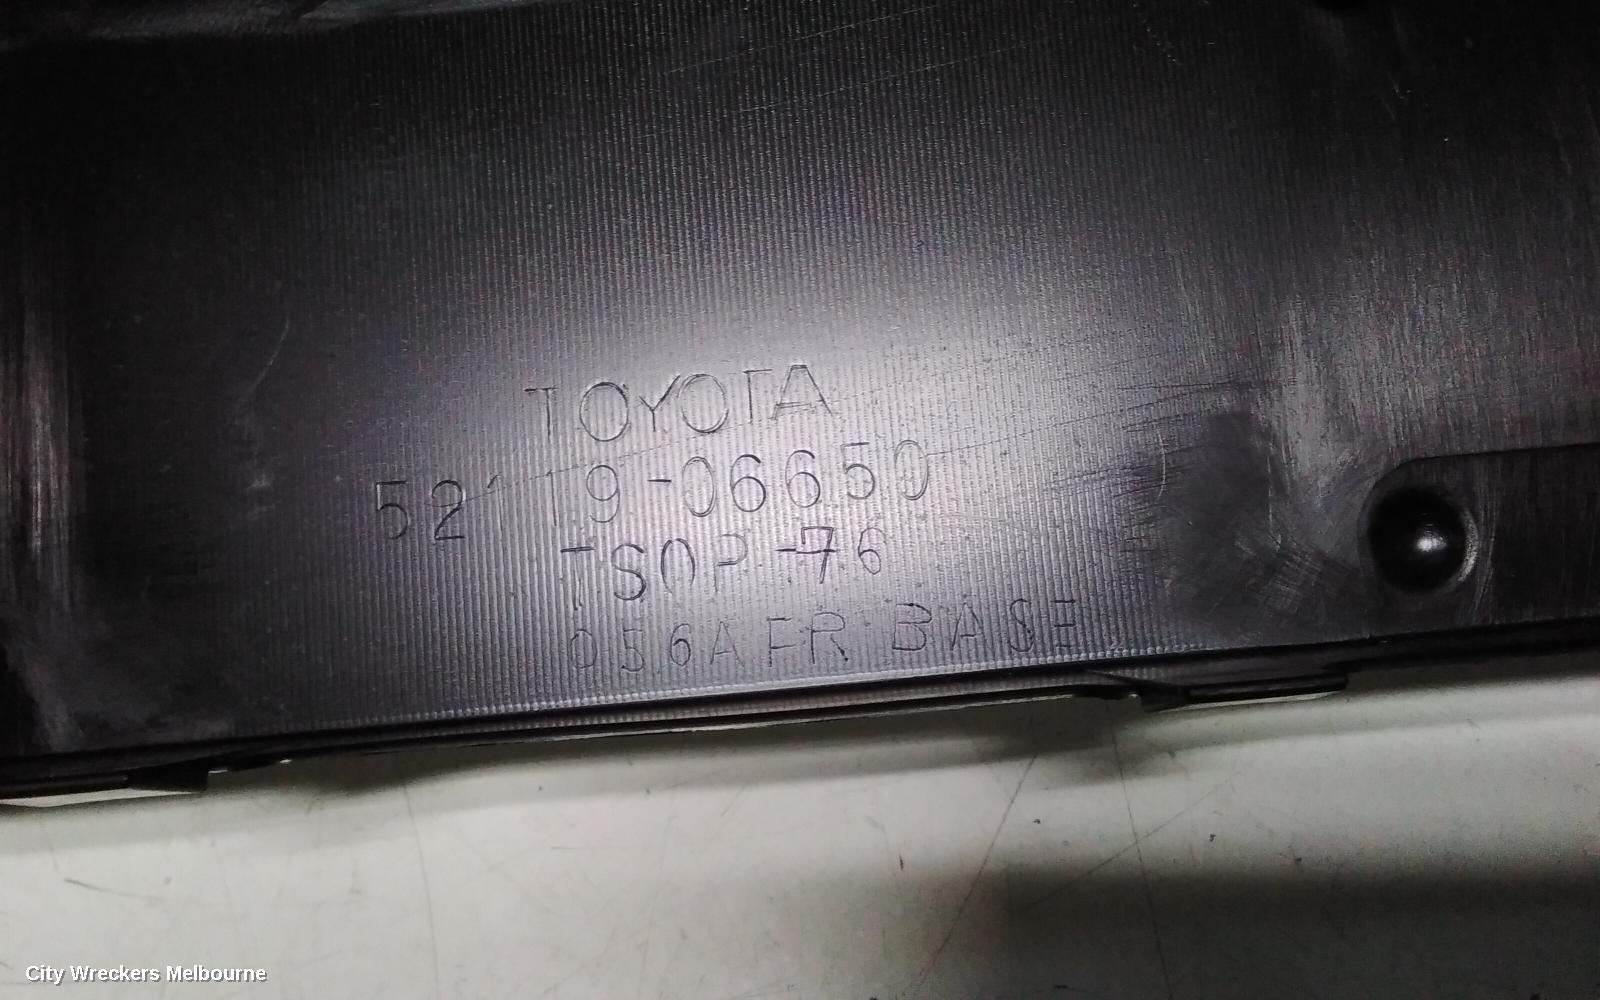 TOYOTA
52119-06650
TSOP-76
056A FR BASE
City Wreckers Melbourne